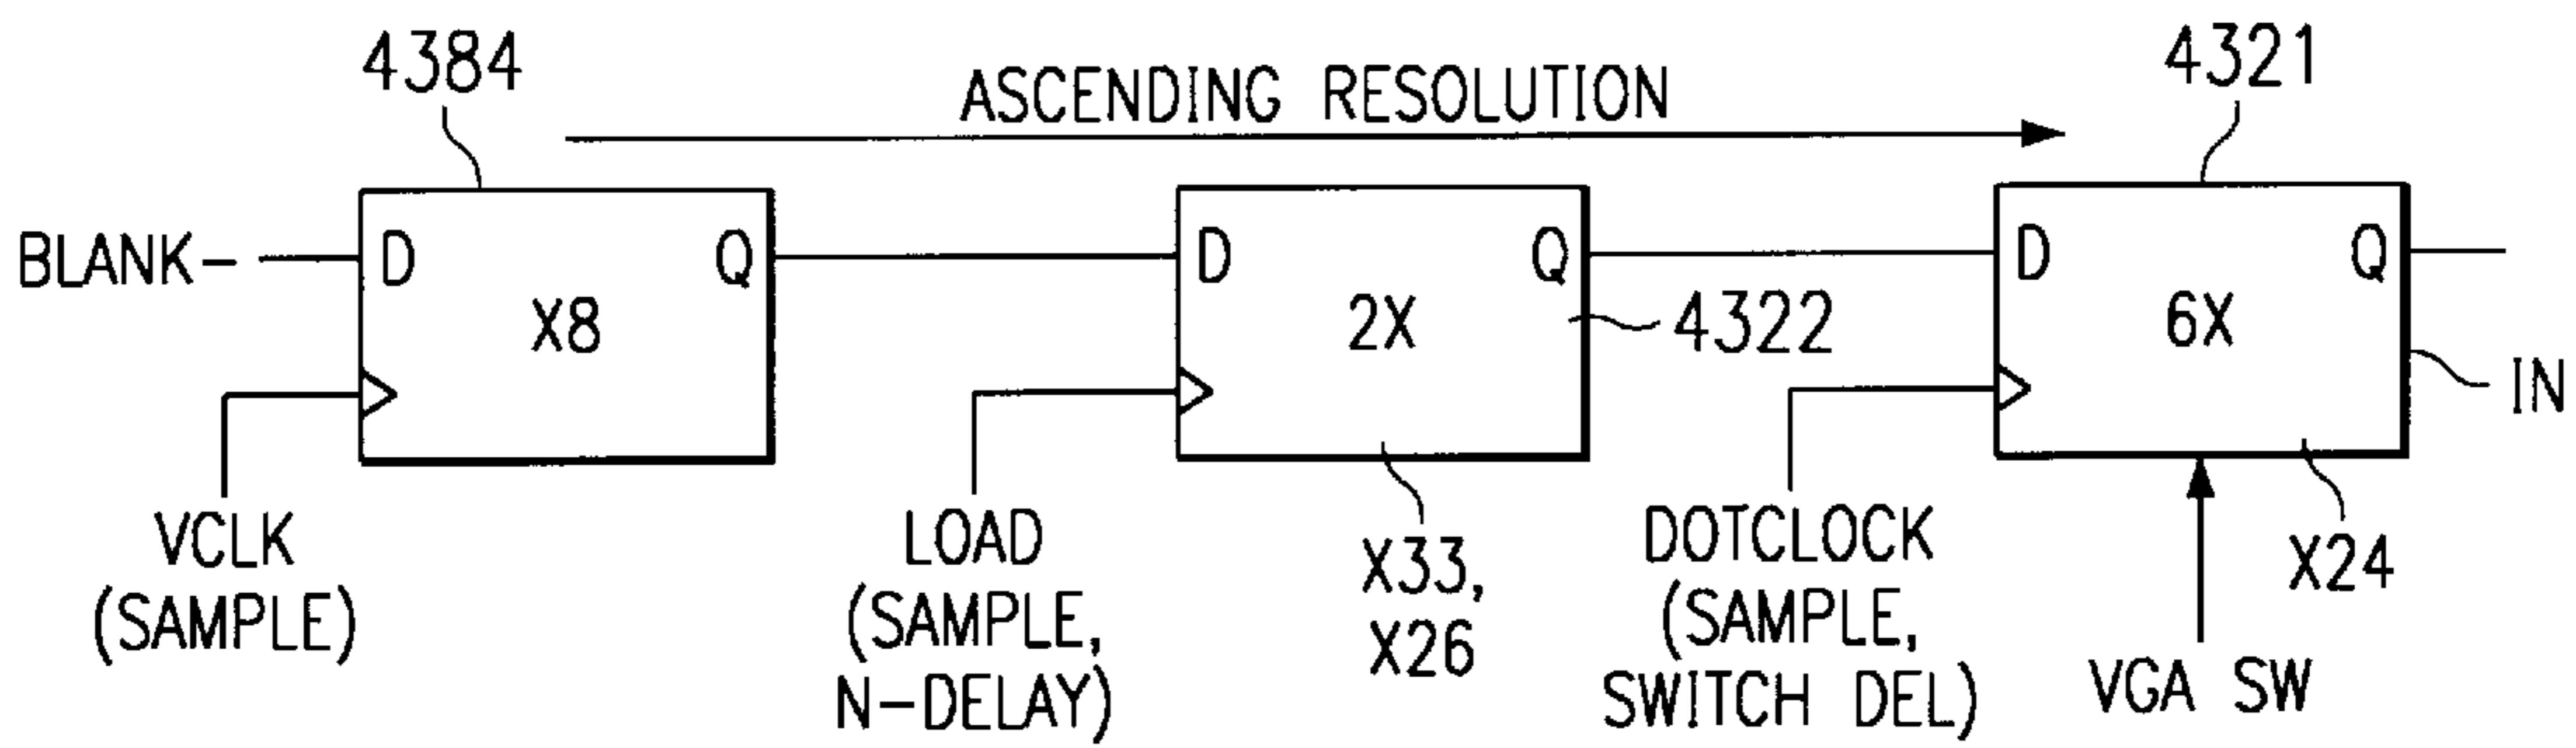 4384
ASCENDING RESOLUTION
4321
BLANK-
D
Q
X8
D
Q
2X
4322
D
Q
6X
IN
VCLK
(SAMPLE)
LOAD
(SAMPLE,
N-DELAY)
X33,
X26
DOTCLOCK
(SAMPLE,
SWITCH DEL)
VGA SW
X24